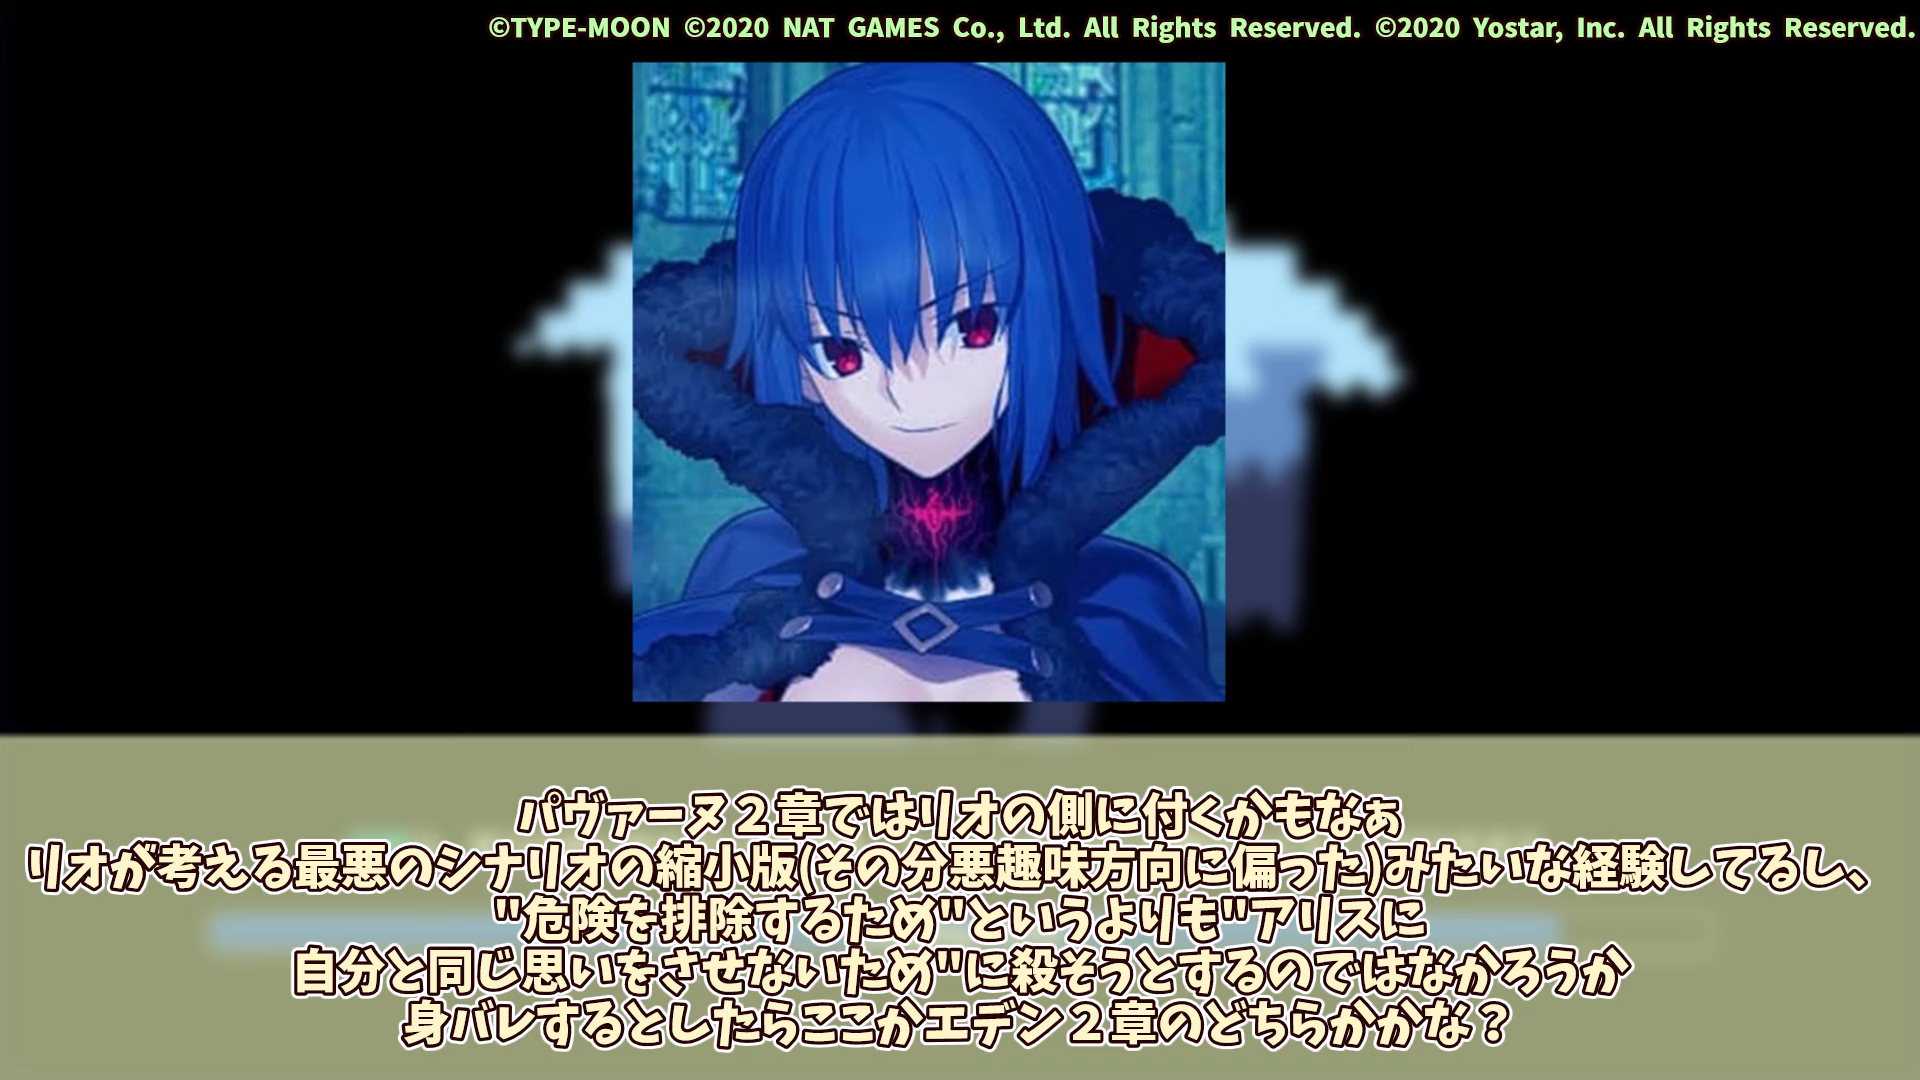 ©TYPE-MOON ©2020 NAT GAMES Co., Ltd. All Rights Reserved. ©2020 Yostar, Inc. All Rights Reserved.
パヴァーヌ２章ではリオの側に付くかもなぁ
リオが考える最悪のシナリオの縮小版(その分悪趣味方向に偏った)みたいな経験してるし、
"危険を排除するため"というよりも"アリスに
自分と同じ思いをさせないため"に殺そうとするのではなかろうか
身バレするとしたらここかエデン２章のどちらかかな？